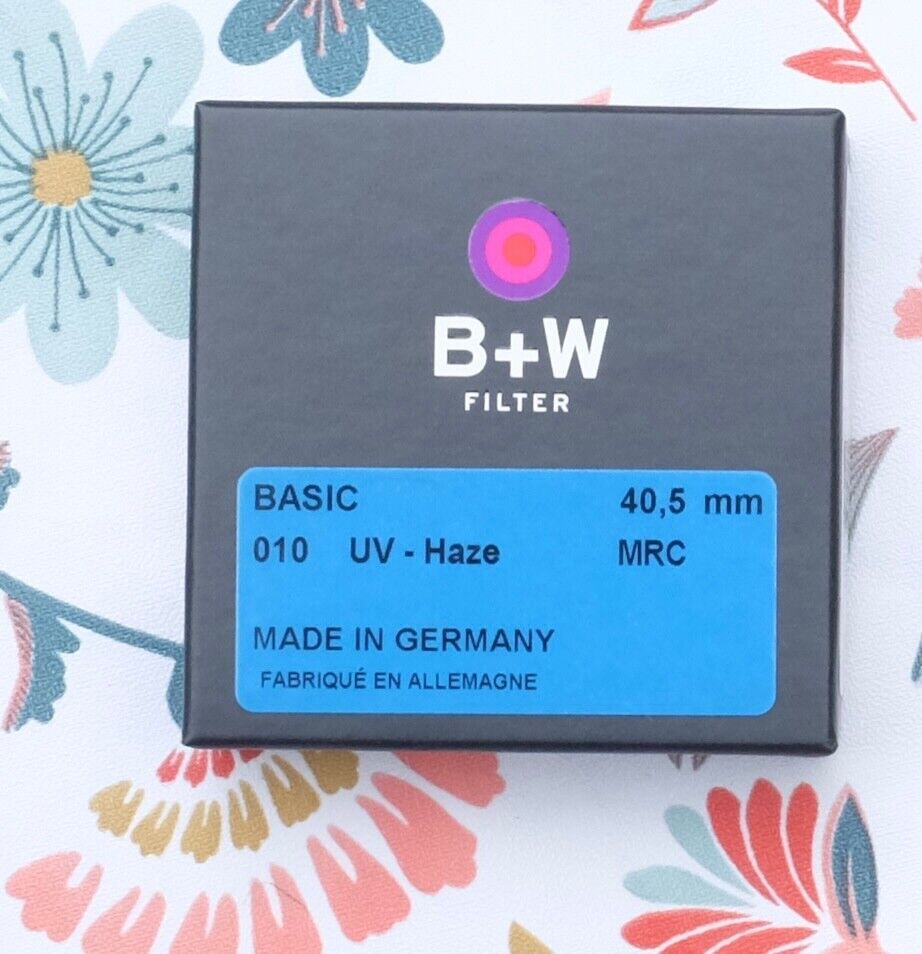 B+W
FILTER
BASIC 40,5 mm
010 UV - Haze MRC
MADE IN GERMANY
FABRIQUÉ EN ALLEMAGNE